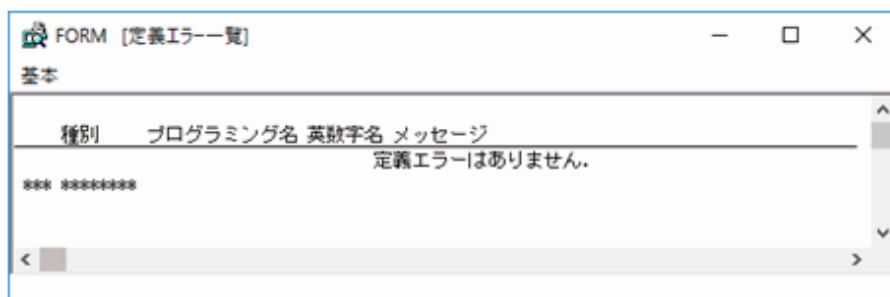 FORM [定義エラー一覧]
基本
種別 プログラミング名 英数字名 メッセージ
定義エラーはありません.
*** ********